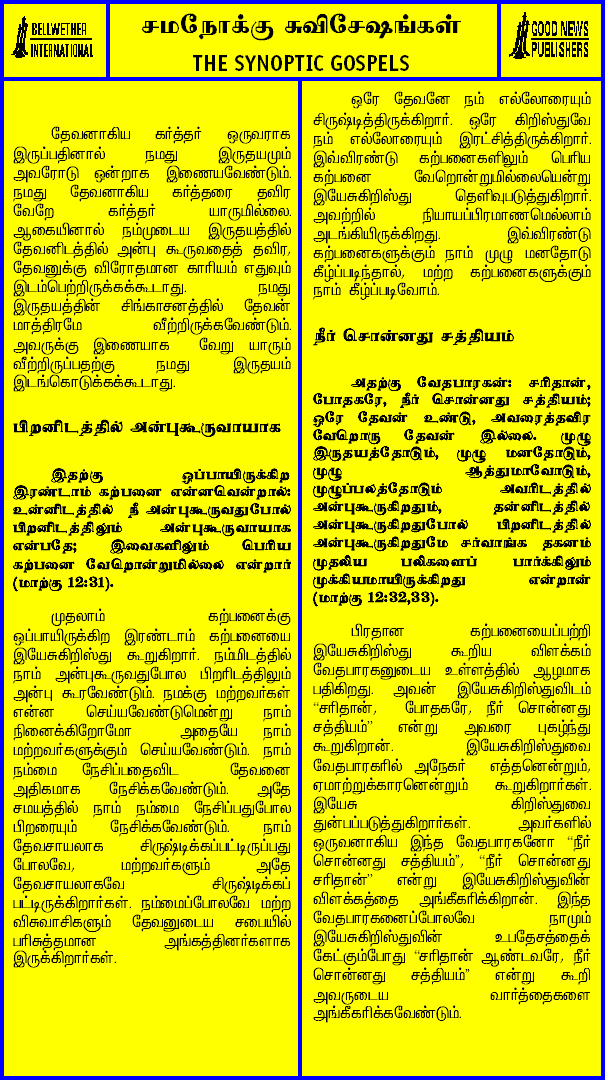 BELLWETHER
INTERNATIONAL
சமநோக்கு சுவிசேஷங்கள்
THE SYNOPTIC GOSPELS
GOOD NEWS
PUBLISHERS
தேவனாகிய கர்த்தர் ஒருவராக
இருப்பதினால் நமது இருதயமும்
அவரோடு ஒன்றாக இணையவேண்டும்.
நமது தேவனாகிய கர்த்தரை தவிர
வேறே கர்த்தர் யாருமில்லை.
ஆகையினால் நம்முடைய இருதயத்தில்
தேவனிடத்தில் அன்பு கூருவதைத் தவிர,
தேவனுக்கு விரோதமான காரியம் எதுவும்
இடம்பெற்றிருக்கக்கூடாது. நமது
இருதயத்தின் சிங்காசனத்தில் தேவன்
மாத்திரமே வீற்றிருக்கவேண்டும்.
அவருக்கு இணையாக வேறு யாரும்
வீற்றிருப்பதற்கு நமது இருதயம்
இடங்கொடுக்கக்கூடாது.
பிறனிடத்தில் அன்புகூருவாயாக
இதற்கு ஒப்பாயிருக்கிற
இரண்டாம் கற்பனை என்னவென்றால்:
உன்னிடத்தில் நீ அன்புகூருவதுபோல்
பிறனிடத்திலும் அன்புகூருவாயாக
என்பதே; இவைகளிலும் பெரிய
கற்பனை வேறொன்றுமில்லை என்றார்
(மாற்கு 12:31).
முதலாம் கற்பனைக்கு
ஒப்பாயிருக்கிற இரண்டாம் கற்பனையை
இயேசுகிறிஸ்து கூறுகிறார். நம்மிடத்தில்
நாம் அன்புகூருவதுபோல பிறரிடத்திலும்
அன்பு கூரவேண்டும். நமக்கு மற்றவர்கள்
என்ன செய்யவேண்டுமென்று நாம்
நினைக்கிறோமோ அதையே நாம்
மற்றவர்களுக்கும் செய்யவேண்டும். நாம்
நம்மை நேசிப்பதைவிட தேவனை
அதிகமாக நேசிக்கவேண்டும். அதே
சமயத்தில் நாம் நம்மை நேசிப்பதுபோல
பிறரையும் நேசிக்கவேண்டும். நாம்
தேவசாயலாக சிருஷ்டிக்கப்பட்டிருப்பது
போலவே, மற்றவர்களும் அதே
தேவசாயலாகவே சிருஷ்டிக்கப்
பட்டிருக்கிறார்கள். நம்மைப்போலவே மற்ற
விசுவாசிகளும் தேவனுடைய சபையில்
பரிசுத்தமான அங்கத்தினர்களாக
இருக்கிறார்கள்.
ஒரே தேவனே நம் எல்லோரையும்
சிருஷ்டித்திருக்கிறார். ஒரே கிறிஸ்துவே
நம் எல்லோரையும் இரட்சித்திருக்கிறார்.
இவ்விரண்டு கற்பனைகளிலும் பெரிய
கற்பனை வேறொன்றுமில்லையென்று
இயேசுகிறிஸ்து தெளிவுபடுத்துகிறார்.
அவற்றில் நியாயப்பிரமாணமெல்லாம்
அடங்கியிருக்கிறது. இவ்விரண்டு
கற்பனைகளுக்கும் நாம் முழு மனதோடு
கீழ்ப்படிந்தால், மற்ற கற்பனைகளுக்கும்
நாம் கீழ்ப்படிவோம்.
நீர் சொன்னது சத்தியம்
அதற்கு வேதபாரகன்: சரிதான்,
போதகரே, நீர் சொன்னது சத்தியம்;
ஒரே தேவன் உண்டு, அவரைத்தவிர
வேறொரு தேவன் இல்லை. முழு
இருதயத்தோடும், முழு மனதோடும்,
முழு ஆத்துமாவோடும்,
முழுப்பலத்தோடும் அவரிடத்தில்
அன்புகூருகிறதும், தன்னிடத்தில்
அன்புகூருகிறதுபோல் பிறனிடத்தில்
அன்புகூருகிறதுமே சர்வாங்க தகனம்
முதலிய பலிகளைப் பார்க்கிலும்
முக்கியமாயிருக்கிறது என்றான்
(மாற்கு 12:32,33).
பிரதான கற்பனையைப்பற்றி
இயேசுகிறிஸ்து கூறிய விளக்கம்
வேதபாரகனுடைய உள்ளத்தில் ஆழமாக
பதிகிறது. அவன் இயேசுகிறிஸ்துவிடம்
“சரிதான், போதகரே, நீர் சொன்னது
சத்தியம்” என்று அவரை புகழ்ந்து
கூறுகிறான். இயேசுகிறிஸ்துவை
வேதபாரகரில் அநேகர் எத்தனென்றும்,
ஏமாற்றுக்காரனென்றும் கூறுகிறார்கள்.
இயேசு கிறிஸ்துவை
துன்பப்படுத்துகிறார்கள். அவர்களில்
ஒருவனாகிய இந்த வேதபாரகனோ “நீர்
சொன்னது சத்தியம்”, “நீர் சொன்னது
சரிதான்” என்று இயேசுகிறிஸ்துவின்
விளக்கத்தை அங்கீகரிக்கிறான். இந்த
வேதபாரகனைப்போலவே நாமும்
இயேசுகிறிஸ்துவின் உபதேசத்தைக்
கேட்கும்போது “சரிதான் ஆண்டவரே, நீர்
சொன்னது சத்தியம்” என்று கூறி
அவருடைய வார்த்தைகளை
அங்கீகரிக்கவேண்டும்.